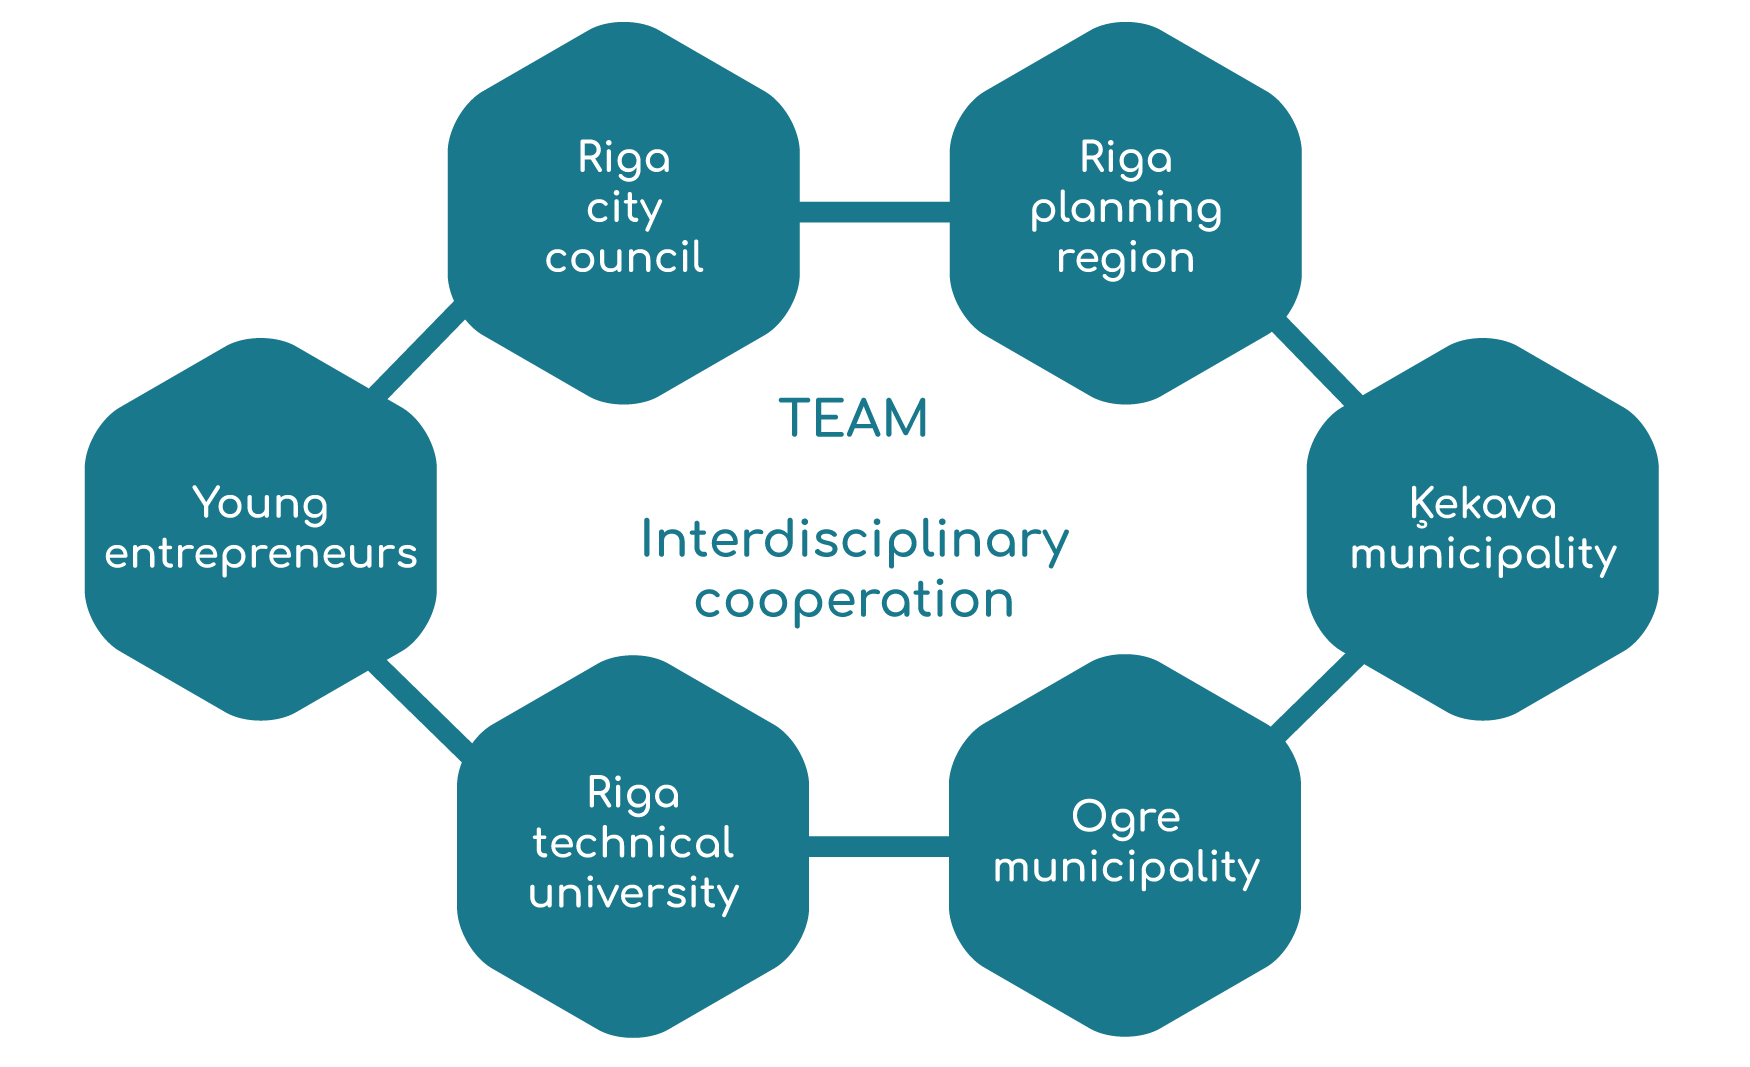 Riga
city
council
Riga
planning
region
TEAM
Interdisciplinary
cooperation
Young
entrepreneurs
Ķekava
municipality
Riga
technical
university
Ogre
municipality